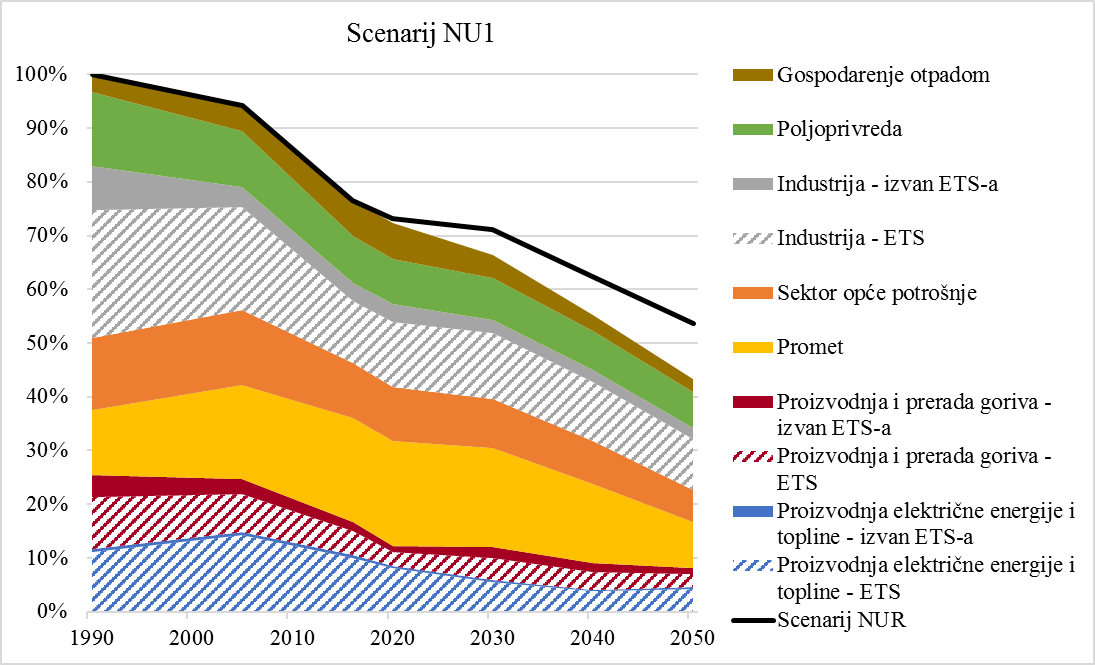 Scenarij NU1
100%
90%
80%
70%
60%
50%
40%
30%
20%
10%
0%
1990
2000
2010
2020
2030
2040
2050
Gospodarenje otpadom
Poljoprivreda
Industrija - izvan ETS-a
Industrija - ETS
Sektor opće potrošnje
Promet
Proizvodnja i prerada goriva -
izvan ETS-a
Proizvodnja i prerada goriva -
ETS
Proizvodnja električne energije i
topline - izvan ETS-a
Proizvodnja električne energije i
topline - ETS
Scenarij NUR